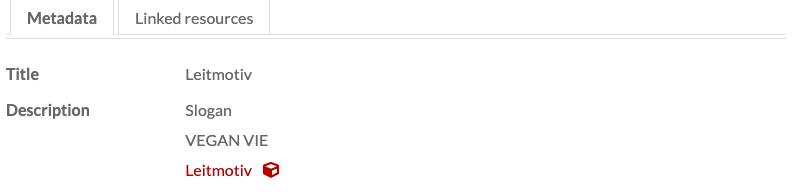 Metadata Linked resources
Title Leitmotiv
Description Slogan
VEGAN VIE
Leitmotiv